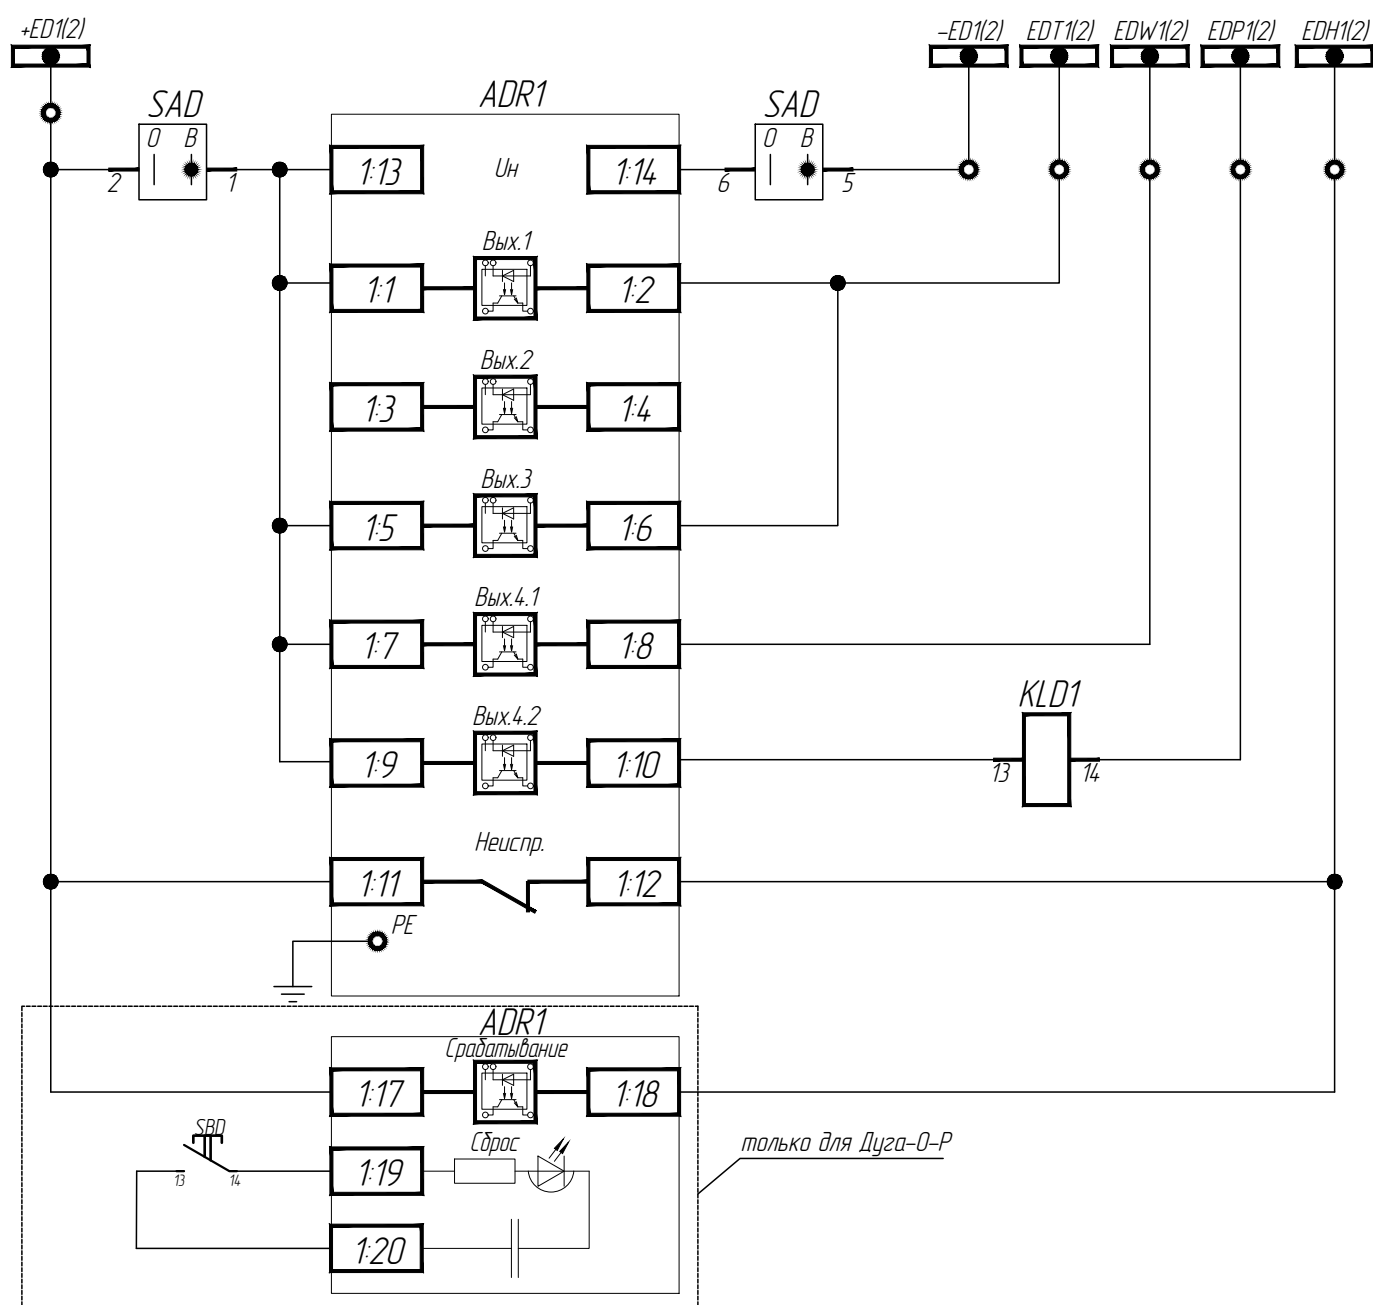 +ED1(2)
-ED1(2) EDT1(2) EDW1(2) EDP1(2) EDH1(2)
SAD ADR1 SAD
О В О В
2 1 1:13 Uн 1:14 6 5
Вых.1
1:1 1:2
Вых.2
1:3 1:4
Вых.3
1:5 1:6
Вых.4.1
1:7 1:8
KLD1
Вых.4.2
1:9 1:10 13 14
Неиспр.
1:11 1:12
PE
ADR1
Срабатывание
1:17 1:18
SBD Сброс
только для Дуга-О-Р
13 14 1:19
1:20